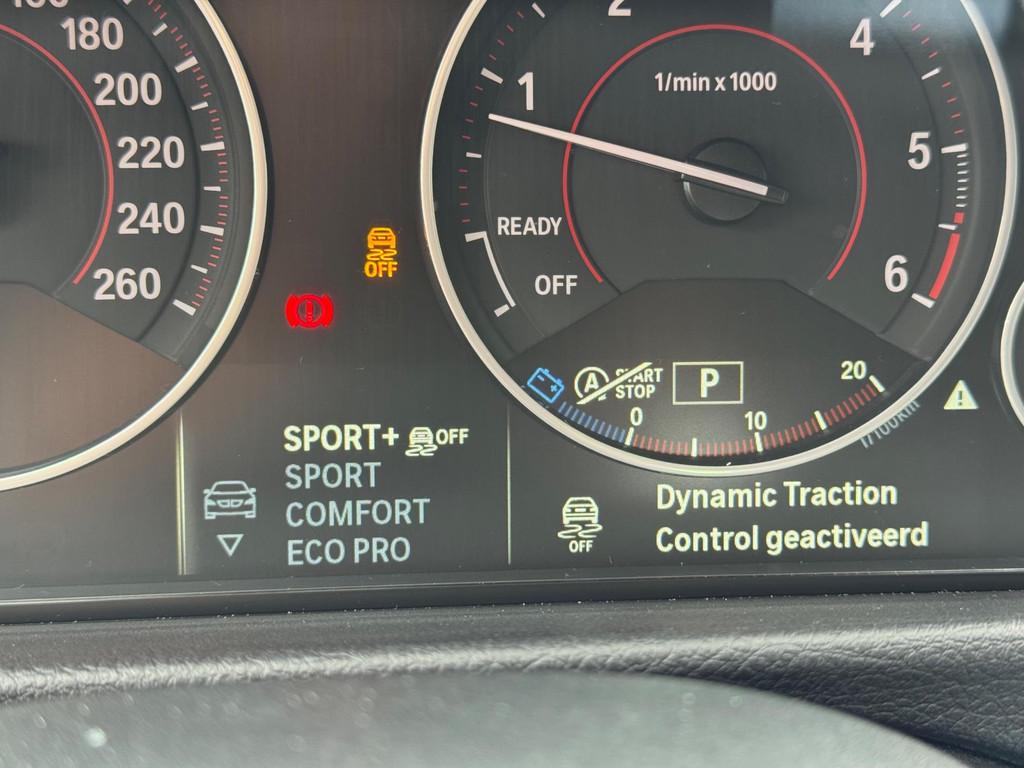 180
200
220
240
260
OFF
1
2
4
5
6
1/min x 1000
READY
OFF
A
START
STOP
P
0
10
20
l/100km
SPORT+ OFF
SPORT
COMFORT
ECO PRO
OFF
Dynamic Traction
Control geactiveerd